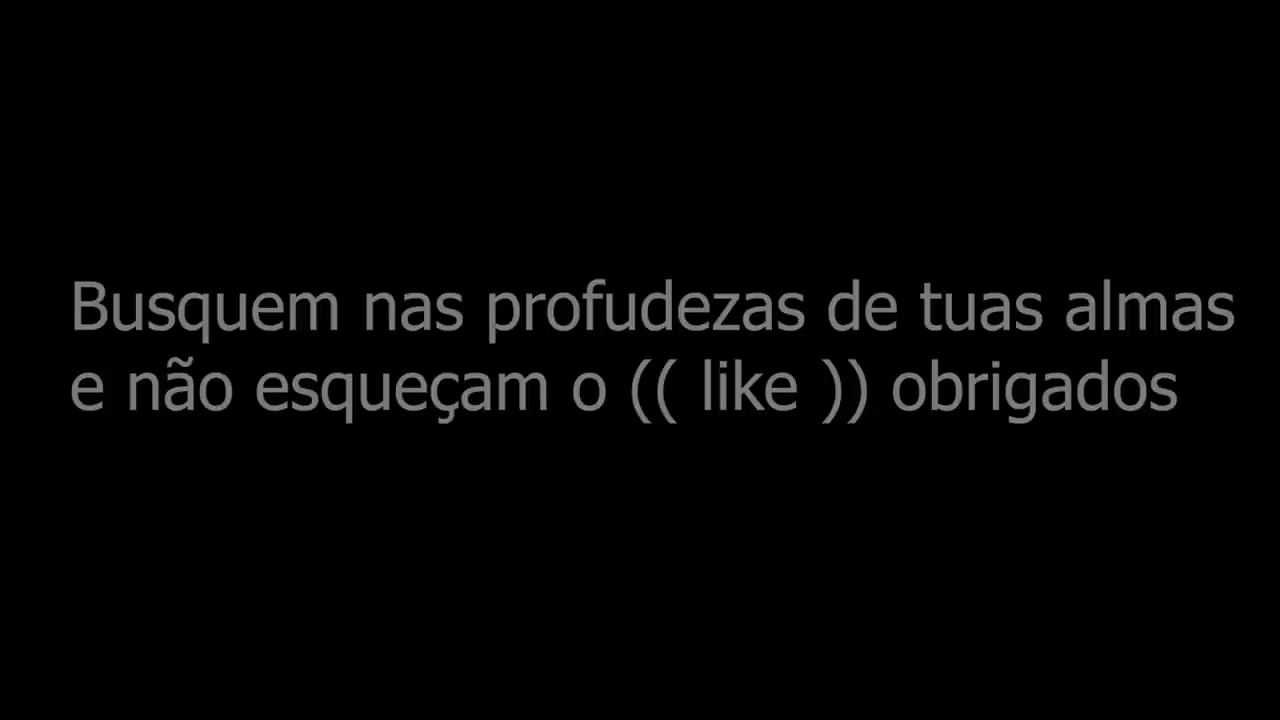 Busquem nas profudezas de tuas almas
e não esqueçam o (( like )) obrigados